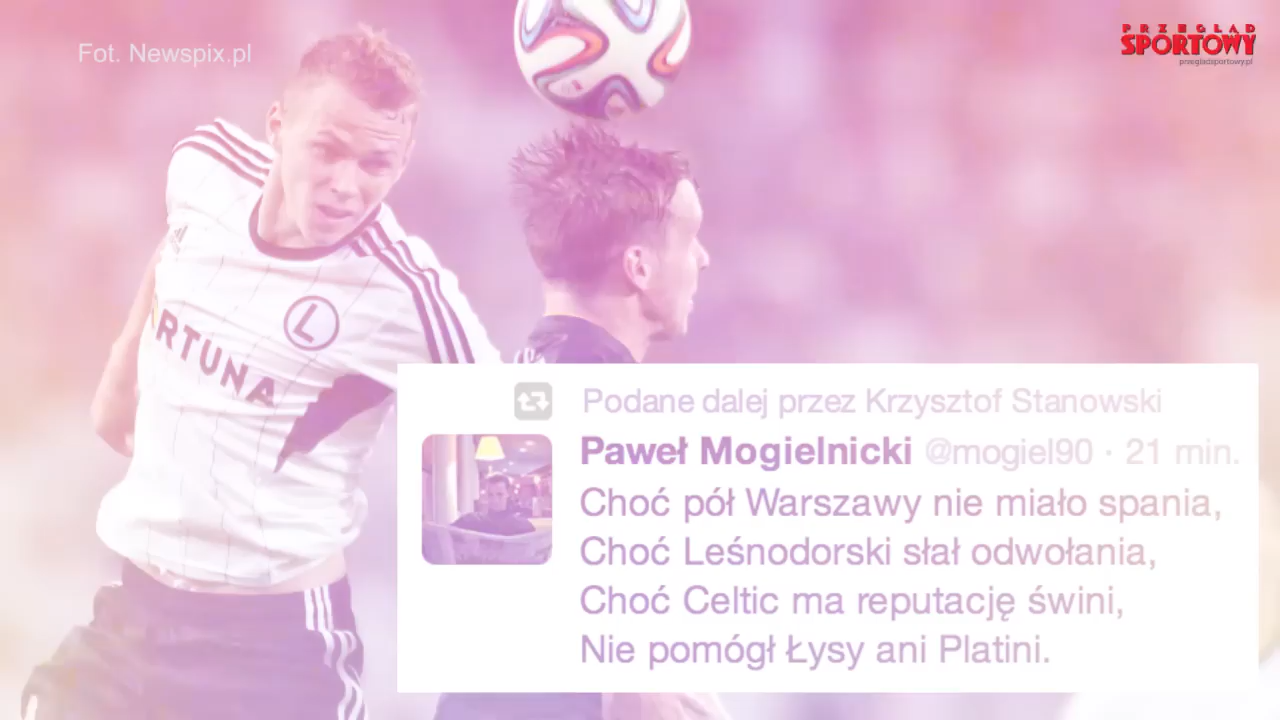 Fot. Newspix.pl
PRZEGLĄD
SPORTOWY
przegladsportowy.pl
L
RTUNA
Podane dalej przez Krzysztof Stanowski
Paweł Mogielnicki @mogiel90 · 21 min.
Choć pół Warszawy nie miało spania,
Choć Leśnodorski słał odwołania,
Choć Celtic ma reputację świni,
Nie pomógł Łysy ani Platini.